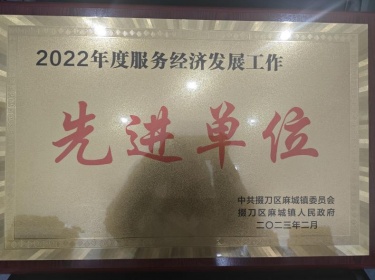 2022年度服务经济发展工作
先进单位
中共掇刀区麻城镇委员会
掇刀区麻城镇人民政府
二〇二三年二月